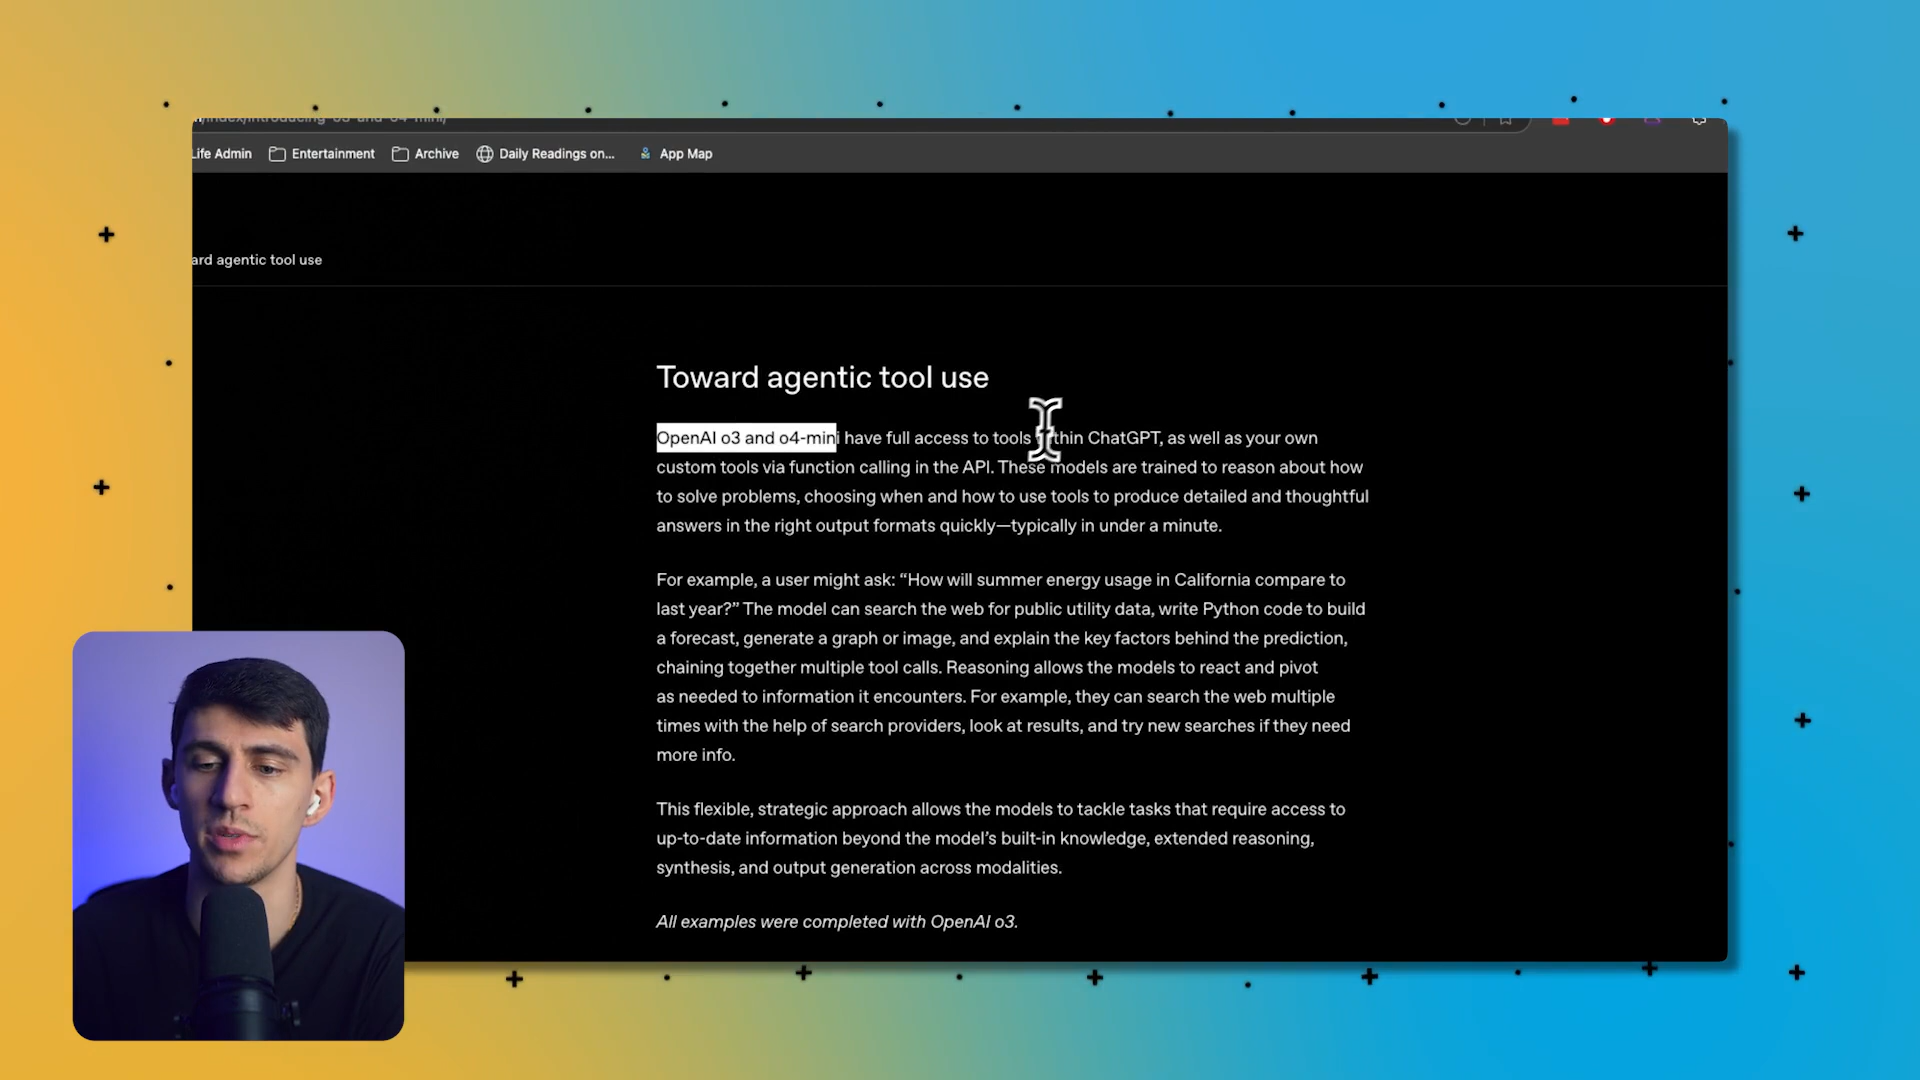 /index/introducing-o3-and-o4-mini/
Life Admin Entertainment Archive Daily Readings on... App Map
ard agentic tool use
Toward agentic tool use
OpenAI o3 and o4-mini have full access to tools within ChatGPT, as well as your own
custom tools via function calling in the API. These models are trained to reason about how
to solve problems, choosing when and how to use tools to produce detailed and thoughtful
answers in the right output formats quickly—typically in under a minute.
For example, a user might ask: “How will summer energy usage in California compare to
last year?” The model can search the web for public utility data, write Python code to build
a forecast, generate a graph or image, and explain the key factors behind the prediction,
chaining together multiple tool calls. Reasoning allows the models to react and pivot
as needed to information it encounters. For example, they can search the web multiple
times with the help of search providers, look at results, and try new searches if they need
more info.
This flexible, strategic approach allows the models to tackle tasks that require access to
up-to-date information beyond the model’s built-in knowledge, extended reasoning,
synthesis, and output generation across modalities.
All examples were completed with OpenAI o3.